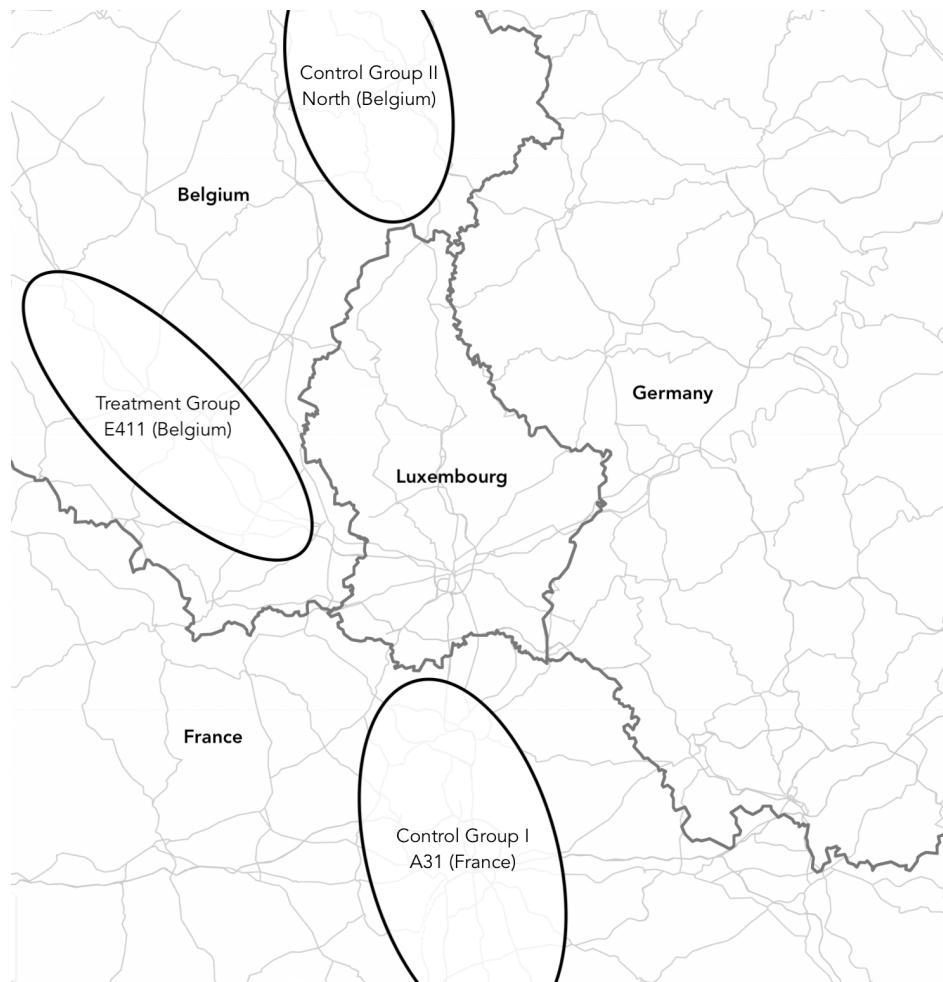 Control Group II
North (Belgium)
Belgium
Treatment Group
E411 (Belgium)
Germany
Luxembourg
France
Control Group I
A31 (France)